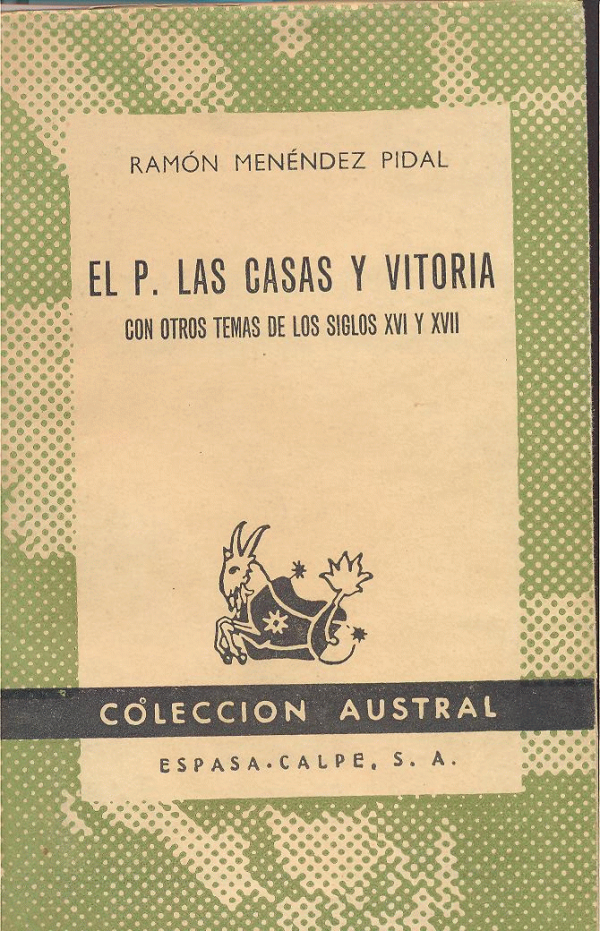 RAMÓN MENÉNDEZ PIDAL
EL P. LAS CASAS Y VITORIA
CON OTROS TEMAS DE LOS SIGLOS XVI Y XVII
COLECCION AUSTRAL
ESPASA-CALPE, S. A.